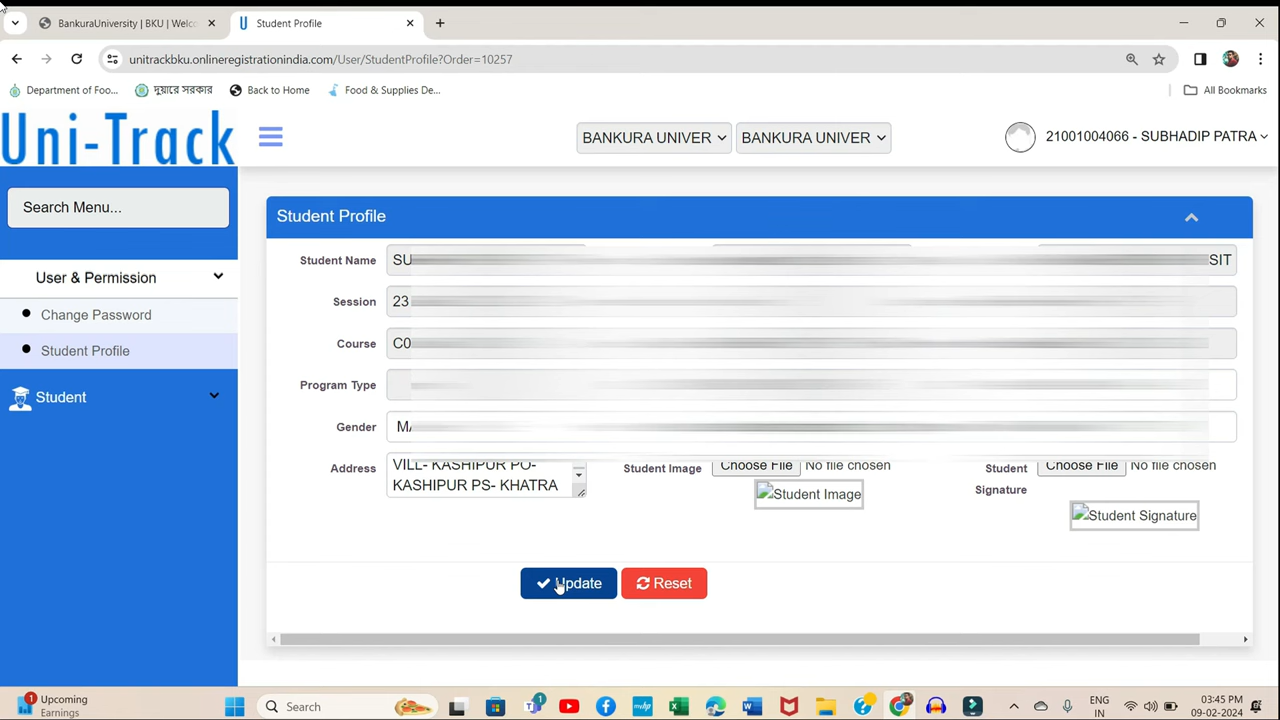 BankuraUniversity | BKU | Welco
Student Profile
unitrackbku.onlineregistrationindia.com/User/StudentProfile?Order=10257
Department of Foo...
দুয়ারে সরকার
Back to Home
Food & Supplies De...
All Bookmarks
Uni-Track
BANKURA UNIVER
BANKURA UNIVER
21001004066 - SUBHADIP PATRA
Search Menu...
User & Permission
Change Password
Student Profile
Student
Student Profile
Student Name SU SIT
Session 23
Course C0
Program Type
Gender MA
Address VILL- KASHIPUR PO-
KASHIPUR PS- KHATRA
Student Image Choose File No file chosen
Student Image
Student
Signature
Choose File No file chosen
Student Signature
Update
Reset
1
Upcoming
Earnings
Search
1
ENG
IN
03:45 PM
09-02-2024